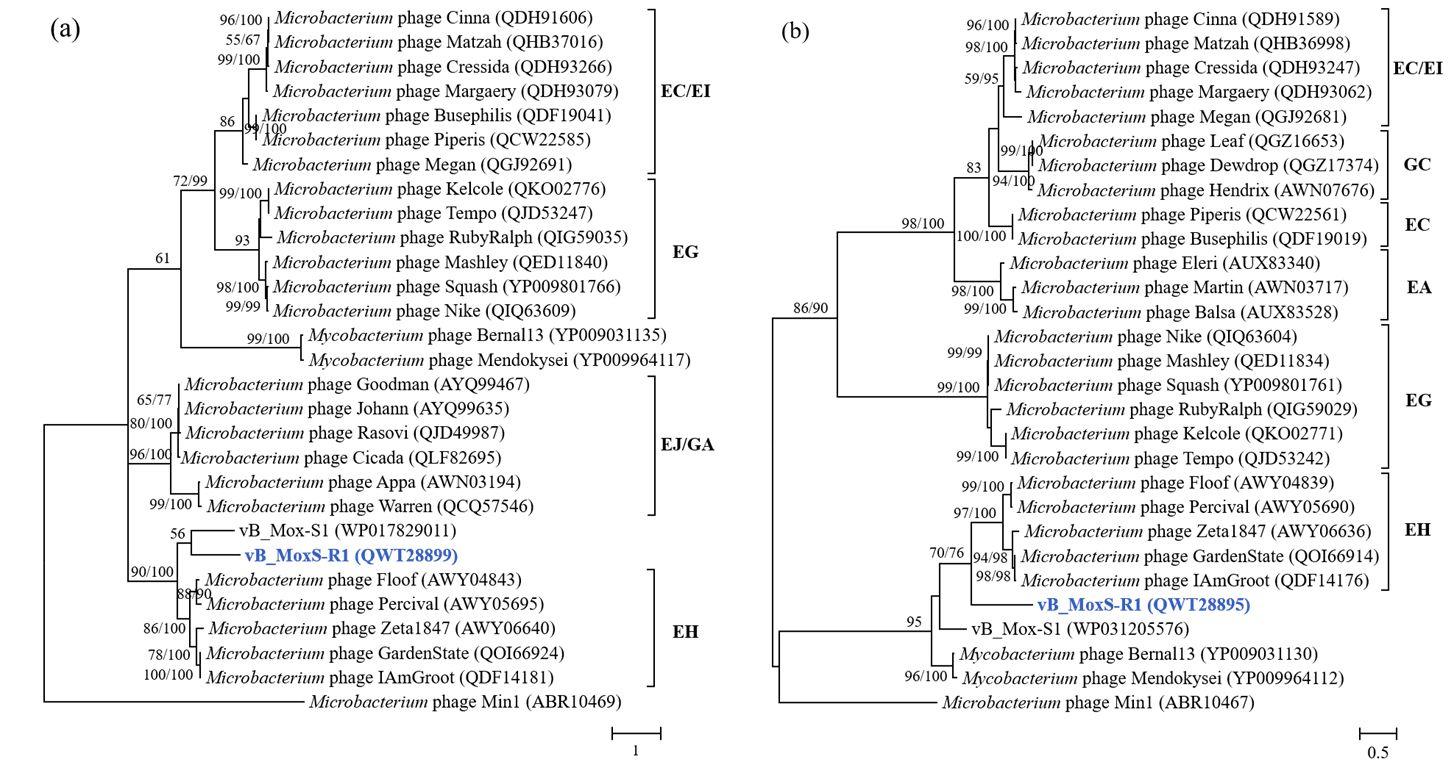 (a)
96/100
Microbacterium phage Cinna (QDH91606)
55/67
Microbacterium phage Matzah (QHB37016)
99/100
Microbacterium phage Cressida (QDH93266)
Microbacterium phage Margaery (QDH93079)
EC/EI
86
99/100
Microbacterium phage Busephilis (QDF19041)
Microbacterium phage Piperis (QCW22585)
Microbacterium phage Megan (QGJ92691)
72/99
99/100
Microbacterium phage Kelcole (QKO02776)
Microbacterium phage Tempo (QJD53247)
93
Microbacterium phage RubyRalph (QIG59035)
EG
61
Microbacterium phage Mashley (QED11840)
98/100
Microbacterium phage Squash (YP009801766)
99/99
Microbacterium phage Nike (QIQ63609)
99/100
Mycobacterium phage Bernal13 (YP009031135)
Mycobacterium phage Mendokysei (YP009964117)
Microbacterium phage Goodman (AYQ99467)
65/77
Microbacterium phage Johann (AYQ99635)
80/100
Microbacterium phage Rasovi (QJD49987)
EJ/GA
96/100
Microbacterium phage Cicada (QLF82695)
Microbacterium phage Appa (AWN03194)
99/100
Microbacterium phage Warren (QCQ57546)
56
vB_Mox-S1 (WP017829011)
vB_MoxS-R1 (QWT28899)
90/100
Microbacterium phage Floof (AWY04843)
88/90
Microbacterium phage Percival (AWY05695)
86/100
Microbacterium phage Zeta1847 (AWY06640)
EH
78/100
Microbacterium phage GardenState (QOI66924)
100/100
Microbacterium phage IAmGroot (QDF14181)
Microbacterium phage Min1 (ABR10469)
1
(b)
96/100
Microbacterium phage Cinna (QDH91589)
98/100
Microbacterium phage Matzah (QHB36998)
Microbacterium phage Cressida (QDH93247)
EC/EI
59/95
Microbacterium phage Margaery (QDH93062)
Microbacterium phage Megan (QGJ92681)
99/100
Microbacterium phage Leaf (QGZ16653)
83
Microbacterium phage Dewdrop (QGZ17374)
GC
94/100
Microbacterium phage Hendrix (AWN07676)
98/100
Microbacterium phage Piperis (QCW22561)
EC
100/100
Microbacterium phage Busephilis (QDF19019)
Microbacterium phage Eleri (AUX83340)
98/100
Microbacterium phage Martin (AWN03717)
EA
99/100
Microbacterium phage Balsa (AUX83528)
86/90
Microbacterium phage Nike (QIQ63604)
99/99
Microbacterium phage Mashley (QED11834)
99/100
Microbacterium phage Squash (YP009801761)
EG
Microbacterium phage RubyRalph (QIG59029)
Microbacterium phage Kelcole (QKO02771)
99/100
Microbacterium phage Tempo (QJD53242)
99/100
Microbacterium phage Floof (AWY04839)
97/100
Microbacterium phage Percival (AWY05690)
Microbacterium phage Zeta1847 (AWY06636)
EH
70/76
94/98
Microbacterium phage GardenState (QOI66914)
98/98
Microbacterium phage IAmGroot (QDF14176)
vB_MoxS-R1 (QWT28895)
95
vB_Mox-S1 (WP031205576)
Mycobacterium phage Bernal13 (YP009031130)
96/100
Mycobacterium phage Mendokysei (YP009964112)
Microbacterium phage Min1 (ABR10467)
0.5